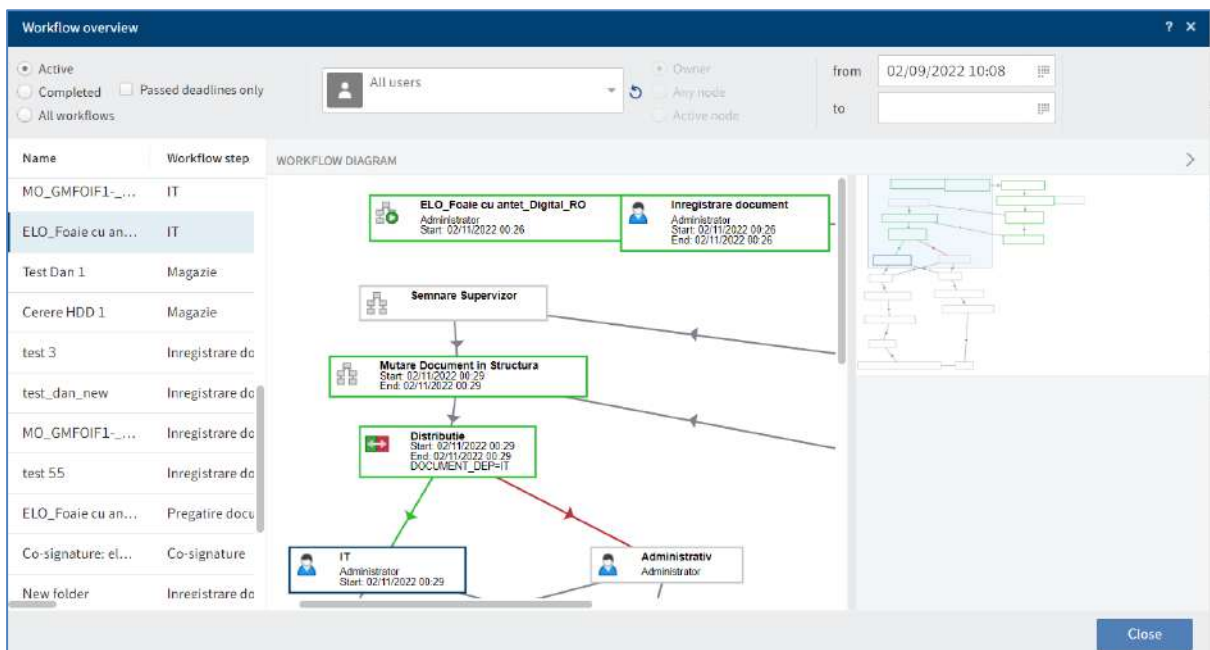 Workflow overview
? ×
Active
Completed
Passed deadlines only
All workflows
All users
Owner
Any node
Active node
from
02/09/2022 10:08
to
Name
Workflow step
WORKFLOW DIAGRAM
MO_GMFOIF1-_...
IT
ELO_Foaie cu an...
IT
Test Dan 1
Magazie
Cerere HDD 1
Magazie
test 3
Inregistrare do
test_dan_new
Inregistrare do
MO_GMFOIF1-_...
Inregistrare do
test 55
Inregistrare do
ELO_Foaie cu an...
Pregatire docu
Co-signature: el...
Co-signature
New folder
Inregistrare do
ELO_Foaie cu antet_Digital_RO
Administrator
Start: 02/11/2022 00:26
Inregistrare document
Administrator
Start: 02/11/2022 00:26
End: 02/11/2022 00:26
Semnare Supervizor
Mutare Document in Structura
Start: 02/11/2022 00:29
End: 02/11/2022 00:29
Distributie
Start: 02/11/2022 00:29
End: 02/11/2022 00:29
DOCUMENT_DEP=IT
IT
Administrator
Start: 02/11/2022 00:29
Administrativ
Administrator
Close